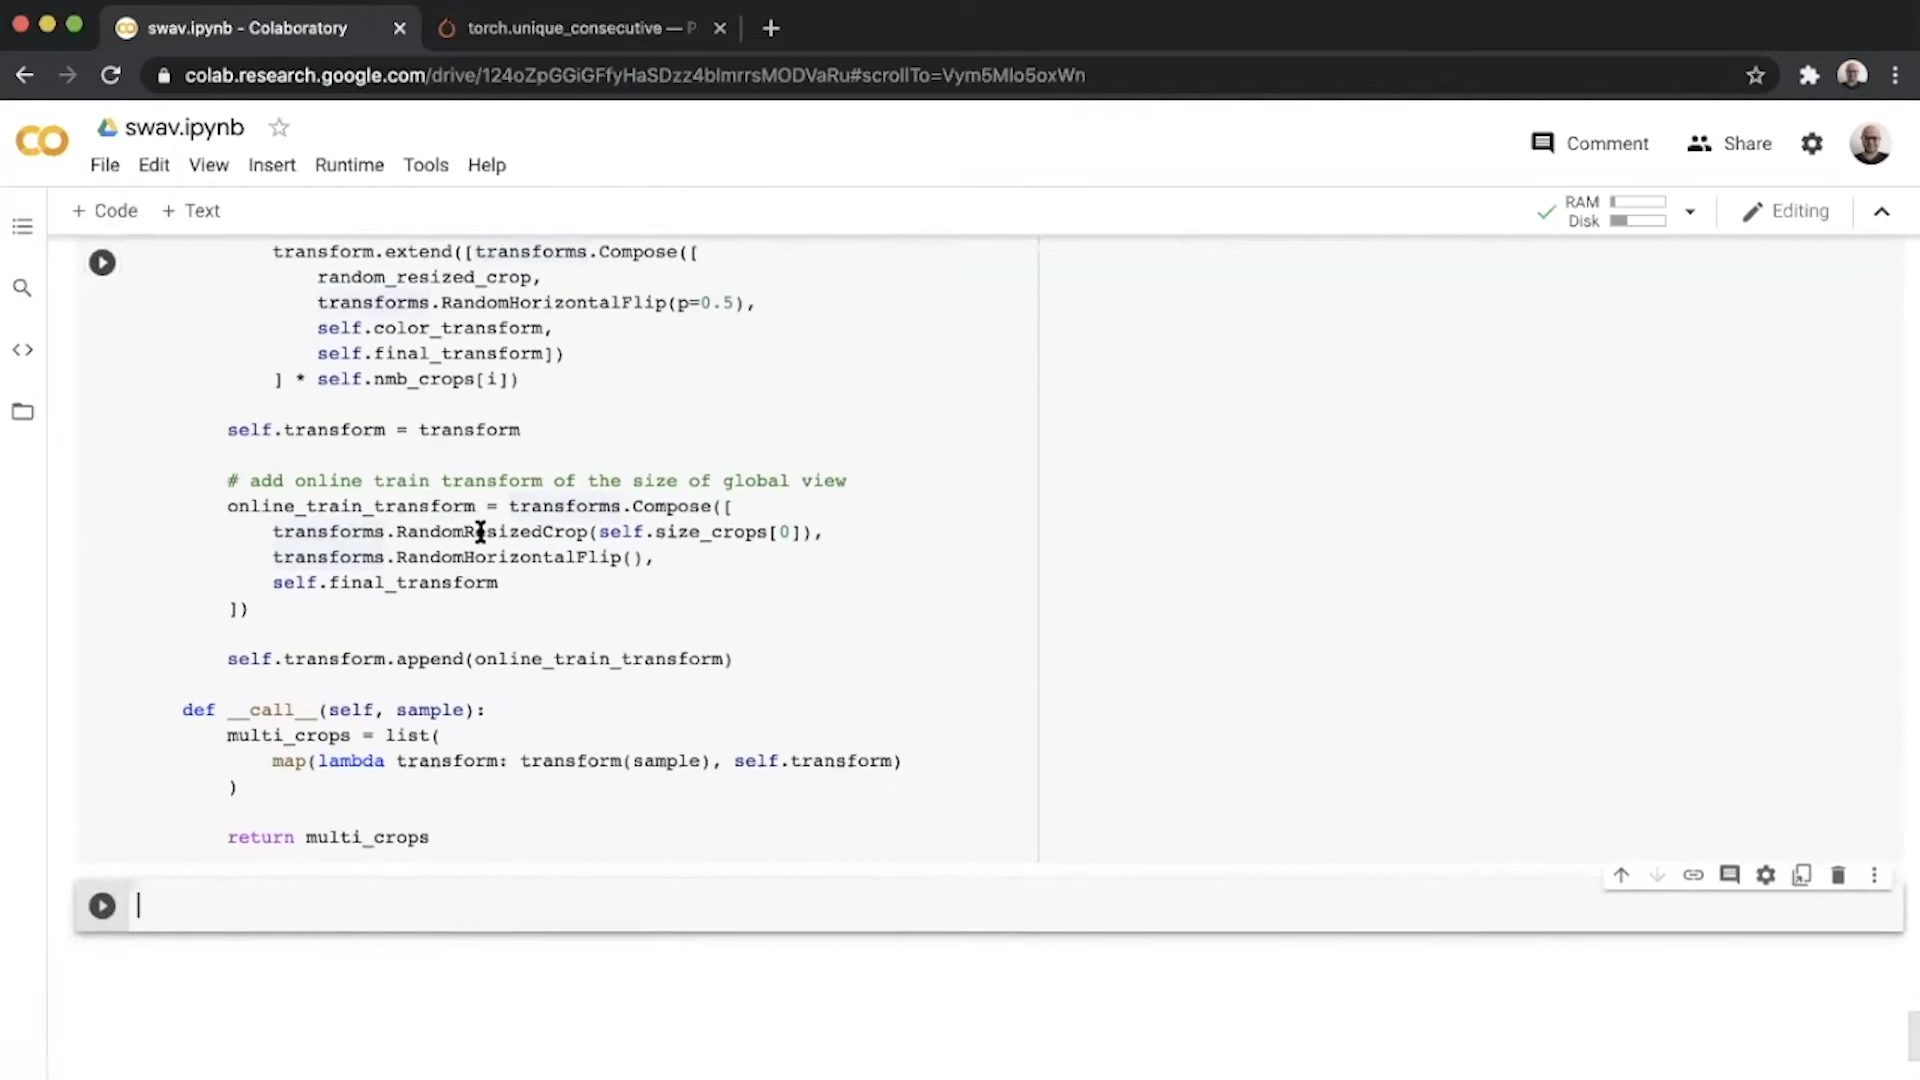 swav.ipynb - Colaboratory
torch.unique_consecutive — P
colab.research.google.com/drive/124oZpGGiGFfyHaSDzz4blmrrsMODVaRu#scrollTo=Vym5Mlo5oxWn
swav.ipynb
File Edit View Insert Runtime Tools Help
Comment Share
+ Code + Text
RAM
Disk
Editing
transform.extend([transforms.Compose([
random_resized_crop,
transforms.RandomHorizontalFlip(p=0.5),
self.color_transform,
self.final_transform])
] * self.nmb_crops[i])
self.transform = transform
# add online train transform of the size of global view
online_train_transform = transforms.Compose([
transforms.RandomResizedCrop(self.size_crops[0]),
transforms.RandomHorizontalFlip(),
self.final_transform
])
self.transform.append(online_train_transform)
def __call__(self, sample):
multi_crops = list(
map(lambda transform: transform(sample), self.transform)
)
return multi_crops